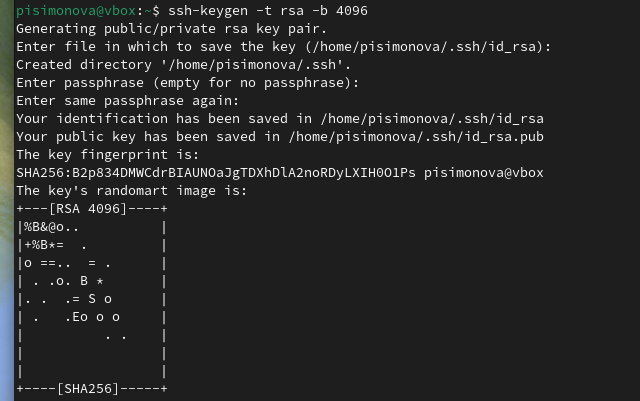 pisimonova@vbox:~$ ssh-keygen -t rsa -b 4096
Generating public/private rsa key pair.
Enter file in which to save the key (/home/pisimonova/.ssh/id_rsa):
Created directory '/home/pisimonova/.ssh'.
Enter passphrase (empty for no passphrase):
Enter same passphrase again:
Your identification has been saved in /home/pisimonova/.ssh/id_rsa
Your public key has been saved in /home/pisimonova/.ssh/id_rsa.pub
The key fingerprint is:
SHA256:B2p834DMWCdrBIAUNOaJgTDXhDlA2noRDyLXIH0O1Ps pisimonova@vbox
The key's randomart image is:
+---[RSA 4096]----+
|%B&@o..          |
|+%B*=  .         |
|o ==..  = .      |
| . .o. B *       |
|. .  .= S o      |
| .   .Eo o o     |
|          . .    |
|                 |
|                 |
+----[SHA256]-----+